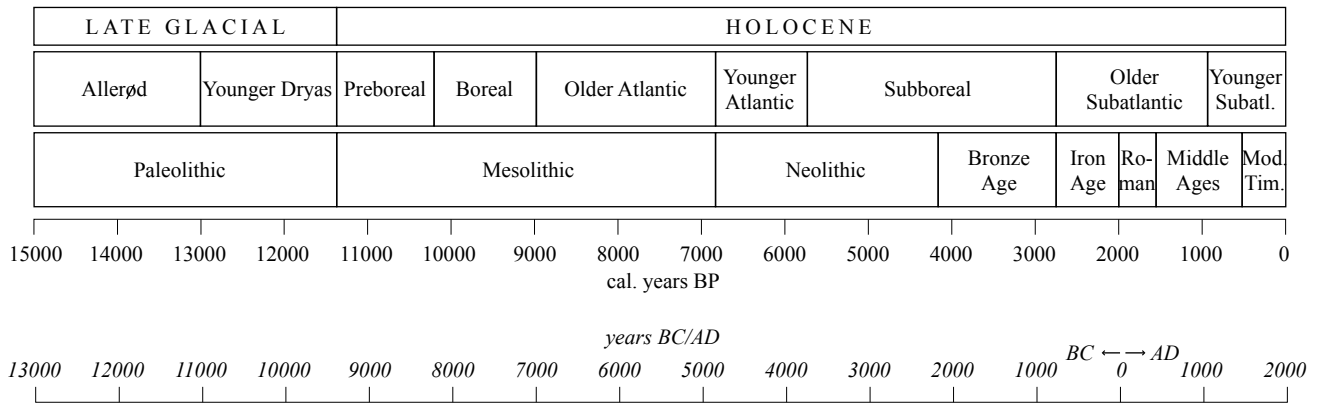 LATE GLACIAL HOLOCENE
Allerød Younger Dryas Preboreal Boreal Older Atlantic Younger Atlantic Subboreal Older Subatlantic Younger Subatl.
Paleolithic Mesolithic Neolithic Bronze Age Iron Age Ro-man Middle Ages Mod. Tim.
15000 14000 13000 12000 11000 10000 9000 8000 7000 6000 5000 4000 3000 2000 1000 0
cal. years BP
years BC/AD
BC ←→ AD
13000 12000 11000 10000 9000 8000 7000 6000 5000 4000 3000 2000 1000 0 1000 2000